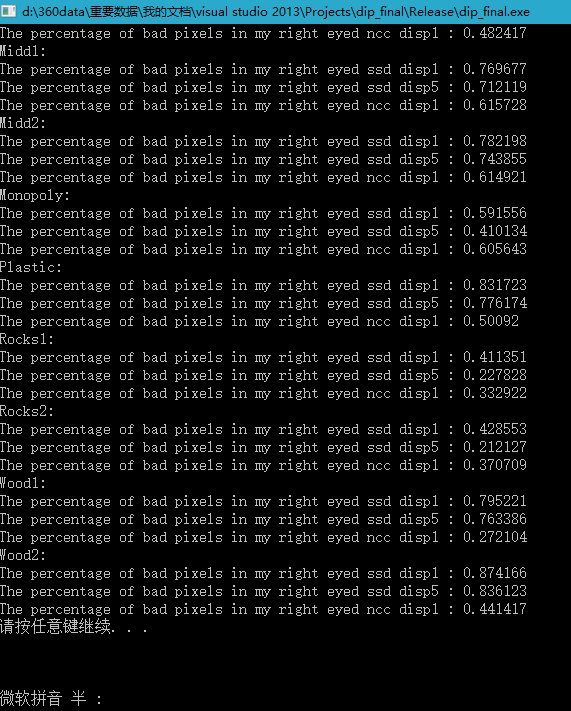 d:\360data\重要数据\我的文档\visual studio 2013\Projects\dip_final\Release\dip_final.exe
The percentage of bad pixels in my right eyed ncc disp1 : 0.482417
Midd1:
The percentage of bad pixels in my right eyed ssd disp1 : 0.769677
The percentage of bad pixels in my right eyed ssd disp5 : 0.712119
The percentage of bad pixels in my right eyed ncc disp1 : 0.615728
Midd2:
The percentage of bad pixels in my right eyed ssd disp1 : 0.782198
The percentage of bad pixels in my right eyed ssd disp5 : 0.743855
The percentage of bad pixels in my right eyed ncc disp1 : 0.614921
Monopoly:
The percentage of bad pixels in my right eyed ssd disp1 : 0.591556
The percentage of bad pixels in my right eyed ssd disp5 : 0.410134
The percentage of bad pixels in my right eyed ncc disp1 : 0.605643
Plastic:
The percentage of bad pixels in my right eyed ssd disp1 : 0.831723
The percentage of bad pixels in my right eyed ssd disp5 : 0.776174
The percentage of bad pixels in my right eyed ncc disp1 : 0.50092
Rocks1:
The percentage of bad pixels in my right eyed ssd disp1 : 0.411351
The percentage of bad pixels in my right eyed ssd disp5 : 0.227828
The percentage of bad pixels in my right eyed ncc disp1 : 0.332922
Rocks2:
The percentage of bad pixels in my right eyed ssd disp1 : 0.428553
The percentage of bad pixels in my right eyed ssd disp5 : 0.212127
The percentage of bad pixels in my right eyed ncc disp1 : 0.370709
Wood1:
The percentage of bad pixels in my right eyed ssd disp1 : 0.795221
The percentage of bad pixels in my right eyed ssd disp5 : 0.763386
The percentage of bad pixels in my right eyed ncc disp1 : 0.272104
Wood2:
The percentage of bad pixels in my right eyed ssd disp1 : 0.874166
The percentage of bad pixels in my right eyed ssd disp5 : 0.836123
The percentage of bad pixels in my right eyed ncc disp1 : 0.441417
请按任意键继续. . .
微软拼音 半 :